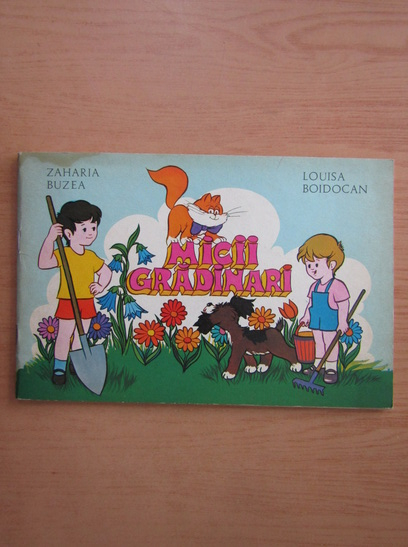 ZAHARIA
BUZEA
LOUISA
BOIDOCAN
MICII
GRĂDINARI